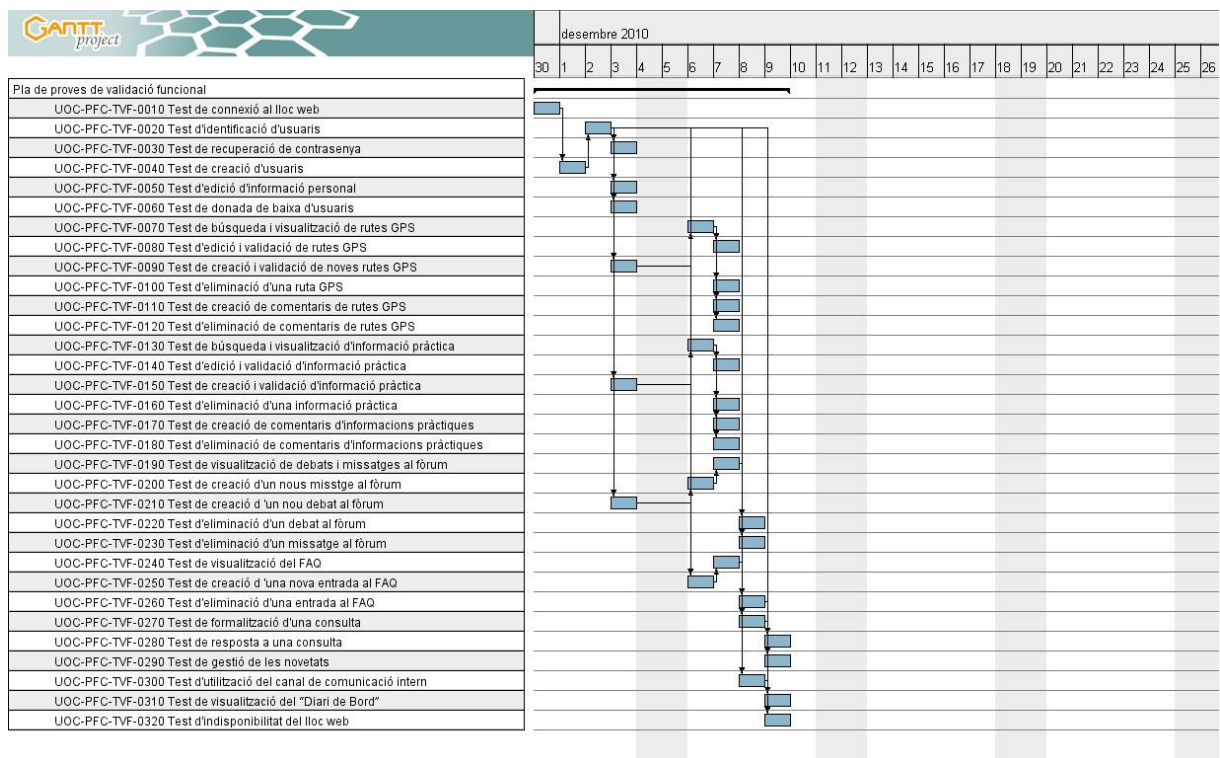 GANTT
project
desembre 2010
30 1 2 3 4 5 6 7 8 9 10 11 12 13 14 15 16 17 18 19 20 21 22 23 24 25 26
Pla de proves de validació funcional
UOC-PFC-TVF-0010 Test de connexió al lloc web
UOC-PFC-TVF-0020 Test d'identificació d'usuaris
UOC-PFC-TVF-0030 Test de recuperació de contrasenya
UOC-PFC-TVF-0040 Test de creació d'usuaris
UOC-PFC-TVF-0050 Test d'edició d'informació personal
UOC-PFC-TVF-0060 Test de donada de baixa d'usuaris
UOC-PFC-TVF-0070 Test de búsqueda i visualització de rutes GPS
UOC-PFC-TVF-0080 Test d'edició i validació de rutes GPS
UOC-PFC-TVF-0090 Test de creació i validació de noves rutes GPS
UOC-PFC-TVF-0100 Test d'eliminació d'una ruta GPS
UOC-PFC-TVF-0110 Test de creació de comentaris de rutes GPS
UOC-PFC-TVF-0120 Test d'eliminació de comentaris de rutes GPS
UOC-PFC-TVF-0130 Test de búsqueda i visualització d'informació pràctica
UOC-PFC-TVF-0140 Test d'edició i validació d'informació pràctica
UOC-PFC-TVF-0150 Test de creació i validació d'informació pràctica
UOC-PFC-TVF-0160 Test d'eliminació d'una informació pràctica
UOC-PFC-TVF-0170 Test de creació de comentaris d'informacions pràctiques
UOC-PFC-TVF-0180 Test d'eliminació de comentaris d'informacions pràctiques
UOC-PFC-TVF-0190 Test de visualització de debats i missatges al fòrum
UOC-PFC-TVF-0200 Test de creació d'un nous misstge al fòrum
UOC-PFC-TVF-0210 Test de creació d 'un nou debat al fòrum
UOC-PFC-TVF-0220 Test d'eliminació d'un debat al fòrum
UOC-PFC-TVF-0230 Test d'eliminació d'un missatge al fòrum
UOC-PFC-TVF-0240 Test de visualització del FAQ
UOC-PFC-TVF-0250 Test de creació d 'una nova entrada al FAQ
UOC-PFC-TVF-0260 Test d'eliminació d'una entrada al FAQ
UOC-PFC-TVF-0270 Test de formalització d'una consulta
UOC-PFC-TVF-0280 Test de resposta a una consulta
UOC-PFC-TVF-0290 Test de gestió de les novetats
UOC-PFC-TVF-0300 Test d'utilització del canal de comunicació intern
UOC-PFC-TVF-0310 Test de visualització del "Diari de Bord"
UOC-PFC-TVF-0320 Test d'indisponibilitat del lloc web